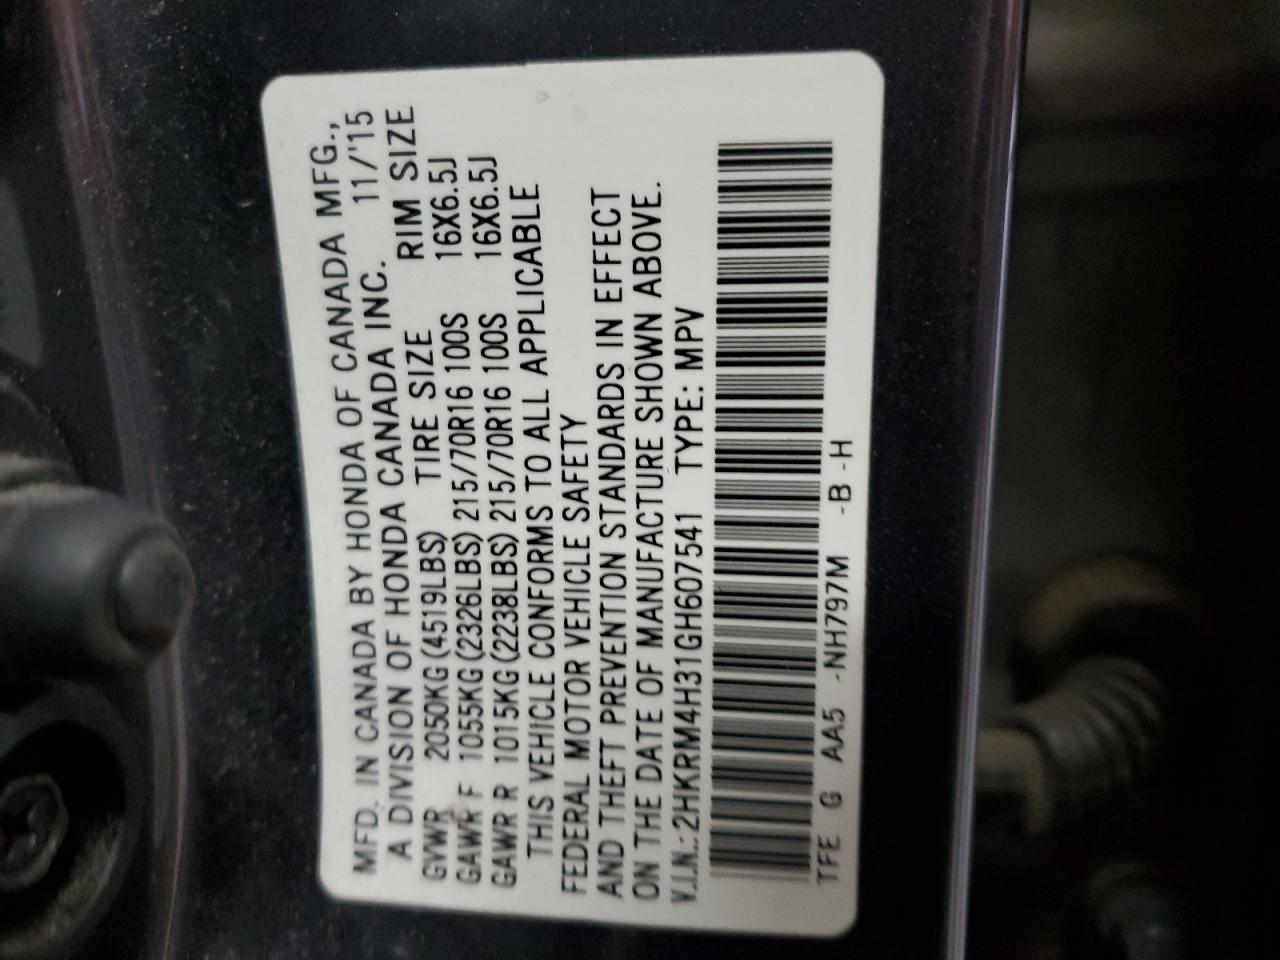 MFD. IN CANADA BY HONDA OF CANADA MFG.,
A DIVISION OF HONDA CANADA INC. 11/'15
GVWR 2050KG (4519LBS) TIRE SIZE RIM SIZE
GAWR F 1055KG (2326LBS) 215/70R16 100S 16X6.5J
GAWR R 1015KG (2238LBS) 215/70R16 100S 16X6.5J
THIS VEHICLE CONFORMS TO ALL APPLICABLE
FEDERAL MOTOR VEHICLE SAFETY
AND THEFT PREVENTION STANDARDS IN EFFECT
ON THE DATE OF MANUFACTURE SHOWN ABOVE.
V.I.N.: 2HKRM4H31GH607541 TYPE: MPV
TFE G AA5 -NH797M -B -H